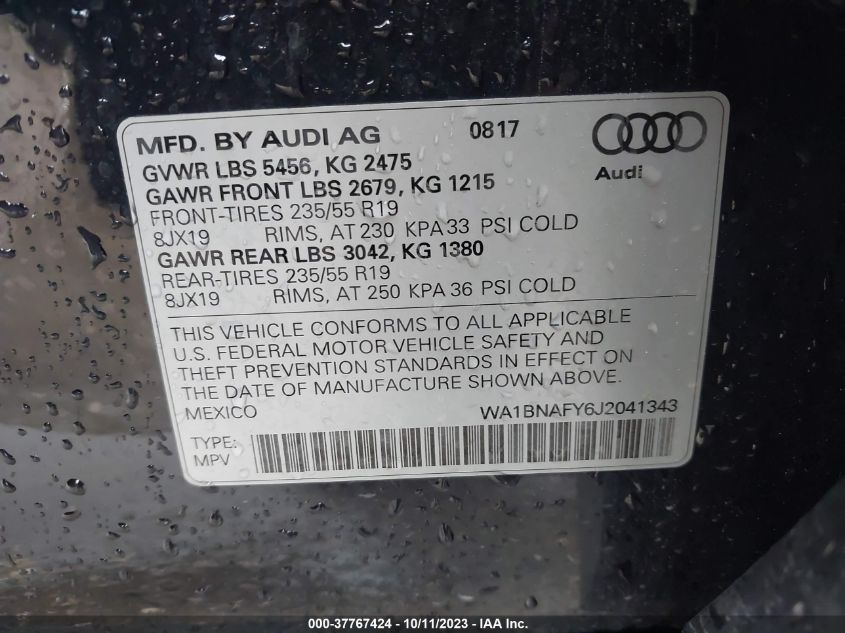 MFD. BY AUDI AG 0817
Audi
GVWR LBS 5456, KG 2475
GAWR FRONT LBS 2679, KG 1215
FRONT-TIRES 235/55 R19
8JX19 RIMS, AT 230 KPA 33 PSI COLD
GAWR REAR LBS 3042, KG 1380
REAR-TIRES 235/55 R19
8JX19 RIMS, AT 250 KPA 36 PSI COLD
THIS VEHICLE CONFORMS TO ALL APPLICABLE
U.S. FEDERAL MOTOR VEHICLE SAFETY AND
THEFT PREVENTION STANDARDS IN EFFECT ON
THE DATE OF MANUFACTURE SHOWN ABOVE.
MEXICO WA1BNAFY6J2041343
TYPE:
MPV
000-37767424 - 10/11/2023 - IAA Inc.